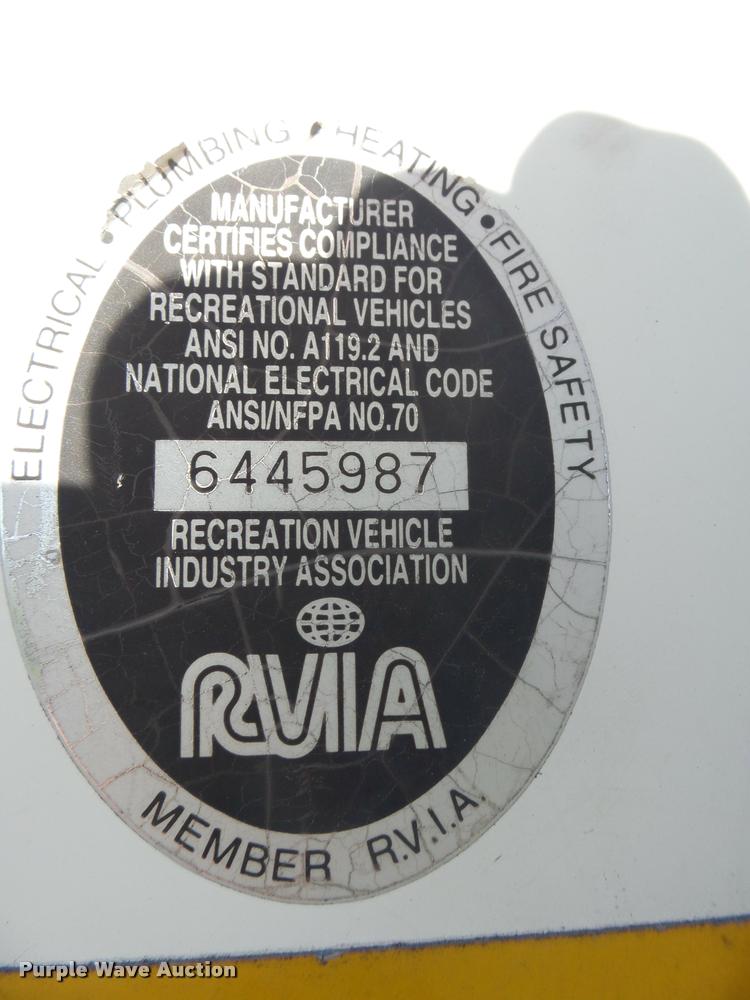 ELECTRICAL • PLUMBING • HEATING • FIRE SAFETY
MANUFACTURER
CERTIFIES COMPLIANCE
WITH STANDARD FOR
RECREATIONAL VEHICLES
ANSI NO. A119.2 AND
NATIONAL ELECTRICAL CODE
ANSI/NFPA NO.70
6445987
RECREATION VEHICLE
INDUSTRY ASSOCIATION
RVIA
MEMBER R.V.I.A.
Purple Wave Auction